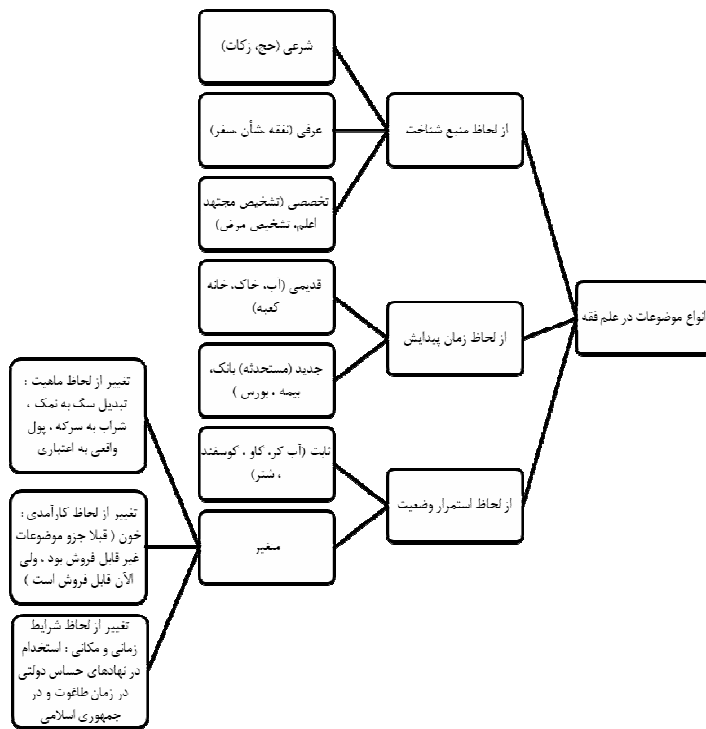 انواع موضوعات در علم فقه
از لحاظ منبع شناخت
شرعی (حج، زکات)
عرفی (نفقه ،شأن ،سفر)
تخصصی (تشخیص مجتهد
اعلم، تشخیص مرض)
از لحاظ زمان پیدایش
قدیمی (آب، خاک، خانه
کعبه)
جدید (مستحدثه) بانک،
بیمه ، بورس )
از لحاظ استمرار وضعیت
ثابت (آب کر، گاو ، گوسفند
، شتر)
متغیر
تغییر از لحاظ ماهیت :
تبدیل سگ به نمک ،
شراب به سرکه ، پول
واقعی به اعتباری
تغییر از لحاظ کارآمدی :
خون ( قبلا جزو موضوعات
غیر قابل فروش بود ، ولی
الآن قابل فروش است )
تغییر از لحاظ شرایط
زمانی و مکانی : استخدام
در نهادهای حساس دولتی
در زمان طاغوت و در
جمهوری اسلامی